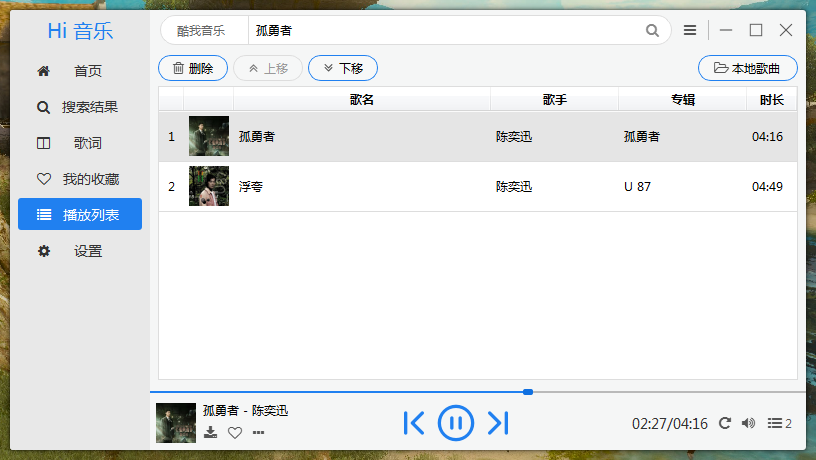 Hi 音乐
酷我音乐 孤勇者
首页
搜索结果
歌词
我的收藏
播放列表
设置
删除 上移 下移 本地歌曲
歌名 歌手 专辑 时长
1 孤勇者 陈奕迅 孤勇者 04:16
2 浮夸 陈奕迅 U 87 04:49
孤勇者 - 陈奕迅
02:27/04:16 2